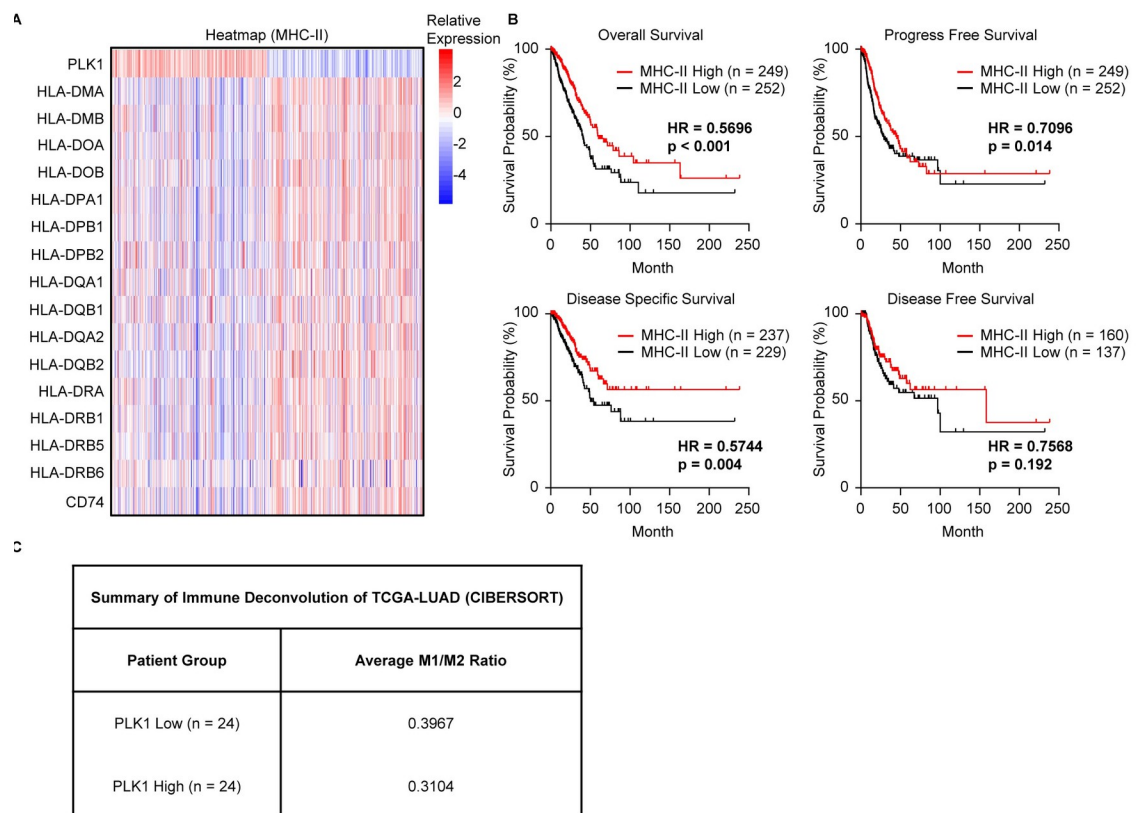 A
Heatmap (MHC-II)
Relative
Expression
2
0
-2
-4
PLK1
HLA-DMA
HLA-DMB
HLA-DOA
HLA-DOB
HLA-DPA1
HLA-DPB1
HLA-DPB2
HLA-DQA1
HLA-DQB1
HLA-DQA2
HLA-DQB2
HLA-DRA
HLA-DRB1
HLA-DRB5
HLA-DRB6
CD74
B
Overall Survival
Survival Probability (%)
100
50
0
MHC-II High (n = 249)
MHC-II Low (n = 252)
HR = 0.5696
p < 0.001
0 50 100 150 200 250
Month
Progress Free Survival
Survival Probability (%)
100
50
0
MHC-II High (n = 249)
MHC-II Low (n = 252)
HR = 0.7096
p = 0.014
0 50 100 150 200 250
Month
Disease Specific Survival
Survival Probability (%)
100
50
0
MHC-II High (n = 237)
MHC-II Low (n = 229)
HR = 0.5744
p = 0.004
0 50 100 150 200 250
Month
Disease Free Survival
Survival Probability (%)
100
50
0
MHC-II High (n = 160)
MHC-II Low (n = 137)
HR = 0.7568
p = 0.192
0 50 100 150 200 250
Month
C
Summary of Immune Deconvolution of TCGA-LUAD (CIBERSORT)
Patient Group Average M1/M2 Ratio
PLK1 Low (n = 24) 0.3967
PLK1 High (n = 24) 0.3104